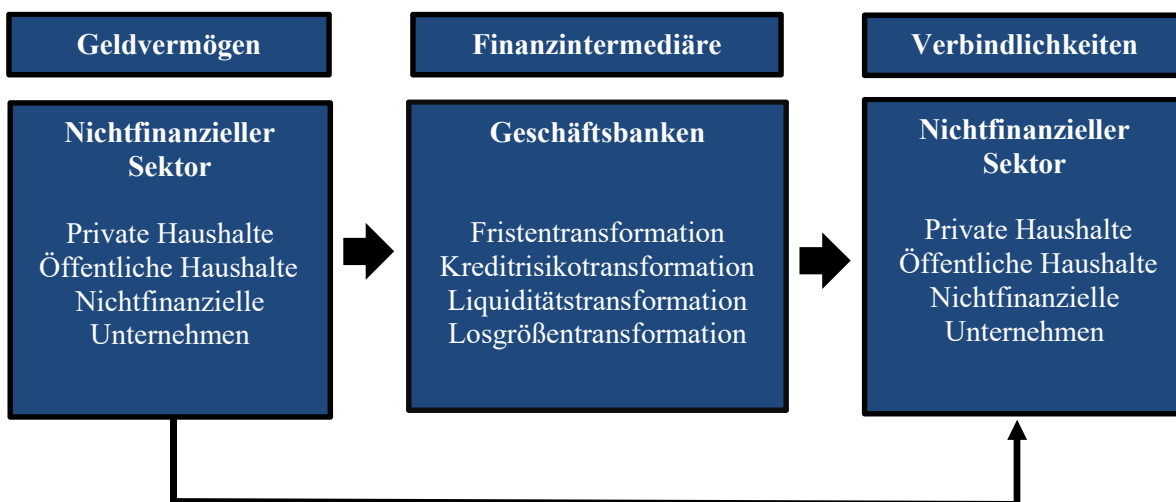 Geldvermögen
Finanzintermediäre
Verbindlichkeiten
Nichtfinanzieller
Sektor
Private Haushalte
Öffentliche Haushalte
Nichtfinanzielle
Unternehmen
Geschäftsbanken
Fristentransformation
Kreditrisikotransformation
Liquiditätstransformation
Losgrößentransformation
Nichtfinanzieller
Sektor
Private Haushalte
Öffentliche Haushalte
Nichtfinanzielle
Unternehmen